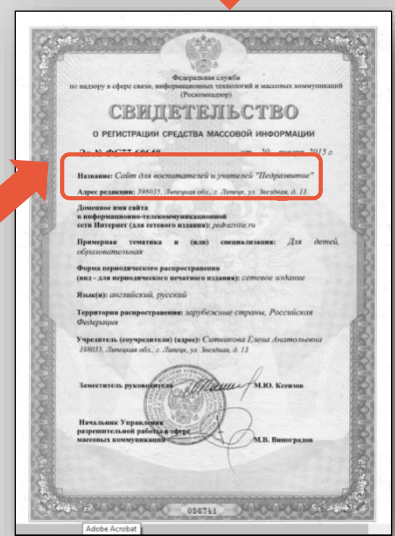 Федеральная служба
по надзору в сфере связи, информационных технологий и массовых коммуникаций
(Роскомнадзор)
СВИДЕТЕЛЬСТВО
О РЕГИСТРАЦИИ СРЕДСТВА МАССОВОЙ ИНФОРМАЦИИ
2015 г.
Название: Сайт для воспитателей и учителей "Педразвитие"
Адрес редакции: 398035, Липецкая обл., г. Липецк, ул. Звездная, д. 13
Доменное имя сайта
в информационно-телекоммуникационной
сети Интернет (для сетевого издания): pedrazvitie.ru
Примерная тематика и (или) специализация: Для детей,
образовательная
Форма периодического распространения
(вид - для периодического печатного издания): сетевое издание
Язык(и): английский, русский
Территория распространения: зарубежные страны, Российская
Федерация
Учредитель (соучредители) (адрес): Елена Анатольевна
398035, Липецкая обл., г. Липецк, ул. Звездная, д. 13
Заместитель руководителя
М.Ю. Ксензов
Начальник Управления
разрешительной работы в сфере
массовых коммуникаций
М.В. Виноградов
056741
Adobe Acrobat